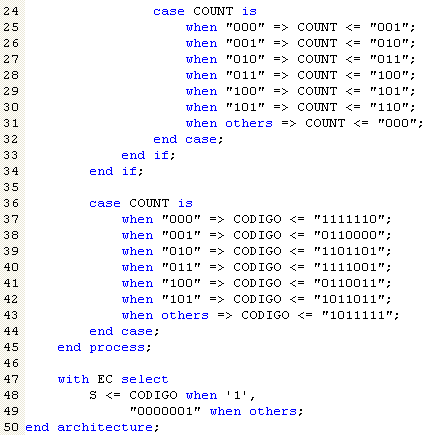 24 case COUNT is
25 when "000" => COUNT <= "001";
26 when "001" => COUNT <= "010";
27 when "010" => COUNT <= "011";
28 when "011" => COUNT <= "100";
29 when "100" => COUNT <= "101";
30 when "101" => COUNT <= "110";
31 when others => COUNT <= "000";
32 end case;
33 end if;
34 end if;
35
36 case COUNT is
37 when "000" => CODIGO <= "1111110";
38 when "001" => CODIGO <= "0110000";
39 when "010" => CODIGO <= "1101101";
40 when "011" => CODIGO <= "1111001";
41 when "100" => CODIGO <= "0110011";
42 when "101" => CODIGO <= "1011011";
43 when others => CODIGO <= "1011111";
44 end case;
45 end process;
46
47 with EC select
48 S <= CODIGO when '1',
49 "0000001" when others;
50 end architecture;